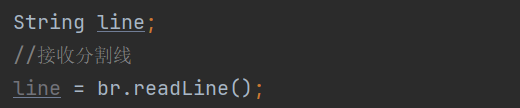 String line;
//接收分割线
line = br.readLine();